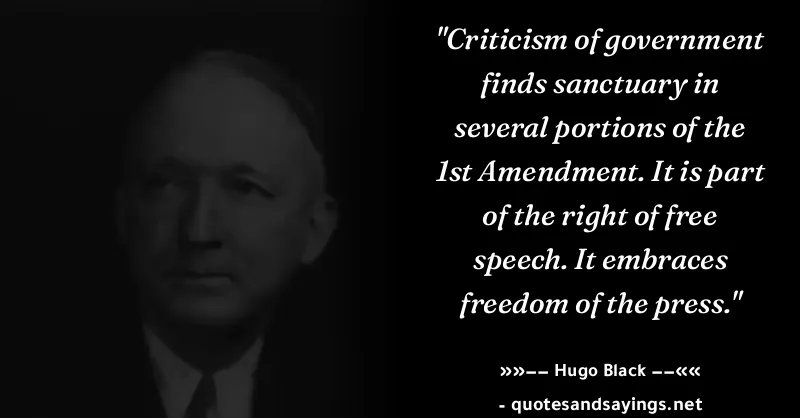 "Criticism of government
finds sanctuary in
several portions of the
1st Amendment. It is part
of the right of free
speech. It embraces
freedom of the press."
»»–– Hugo Black ––««
- quotesandsayings.net